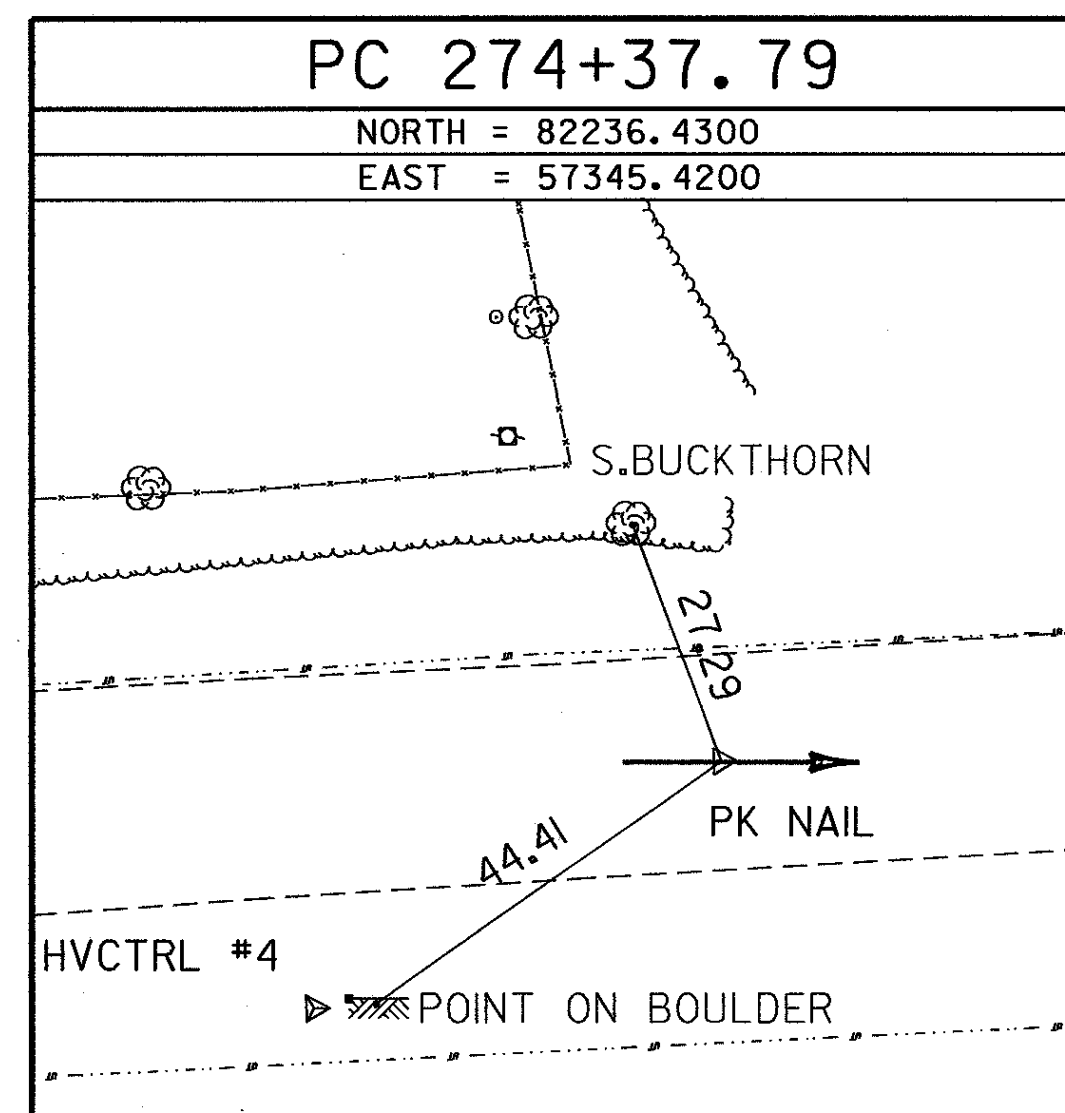 PC 274+37.79
NORTH = 82236.4300
EAST = 57345.4200
S.BUCKTHORN
27.29
PK NAIL
44.41
HVCTRL #4
POINT ON BOULDER